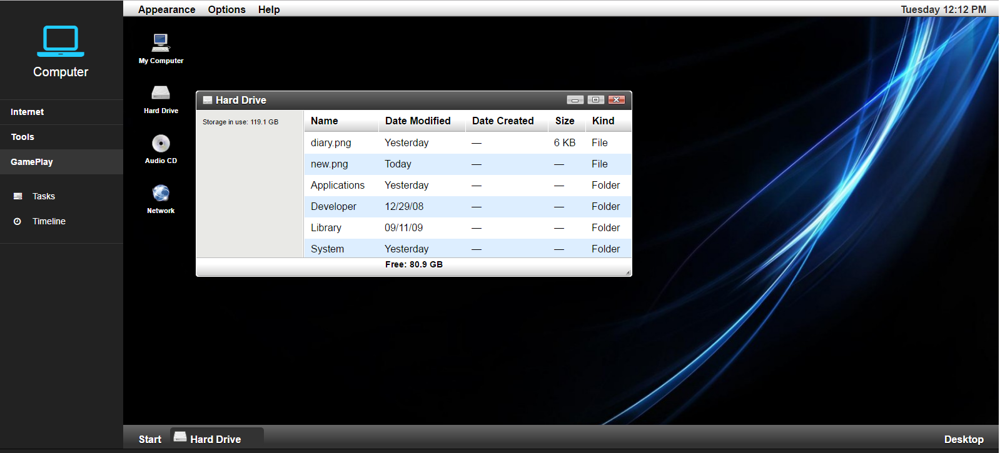 Appearance Options Help Tuesday 12:12 PM
Computer
Internet
Tools
GamePlay
Tasks
Timeline
My Computer
Hard Drive
Audio CD
Network
Hard Drive
Storage in use: 119.1 GB
Name Date Modified Date Created Size Kind
diary.png Yesterday — 6 KB File
new.png Today — — File
Applications Yesterday — — Folder
Developer 12/29/08 — — Folder
Library 09/11/09 — — Folder
System Yesterday — — Folder
Free: 80.9 GB
Start Hard Drive Desktop